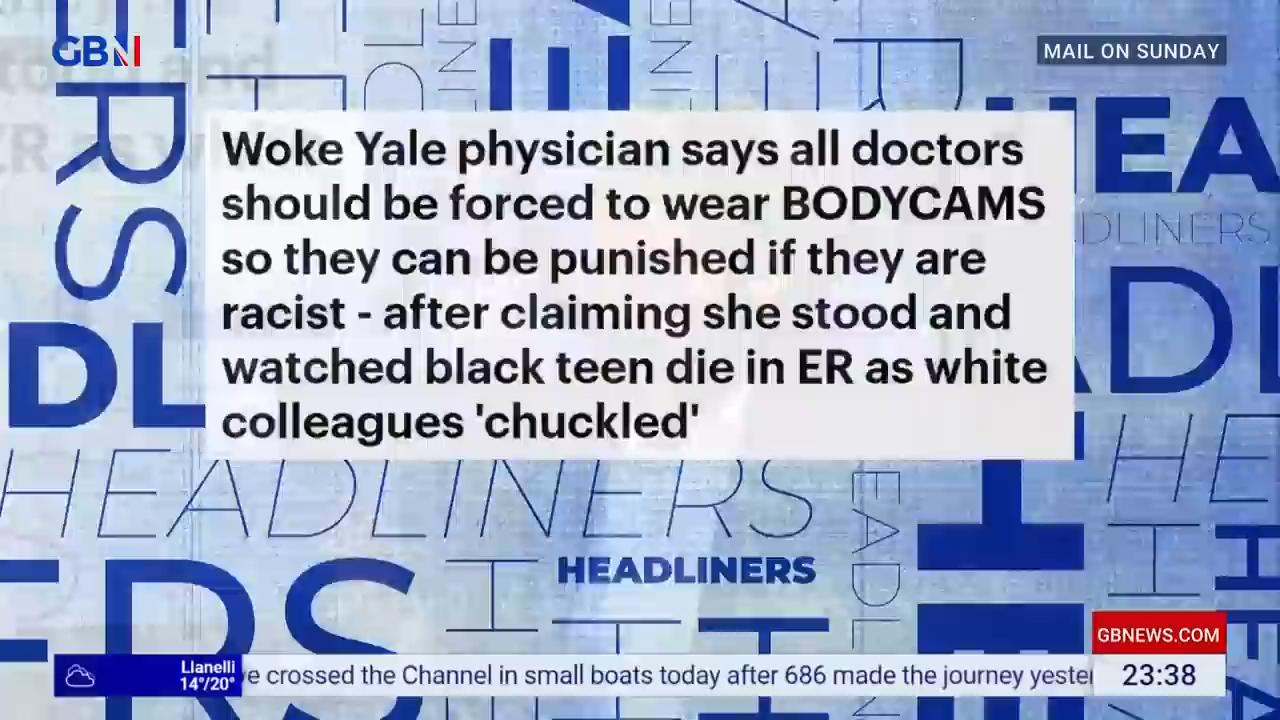 GBN
MAIL ON SUNDAY
Woke Yale physician says all doctors
should be forced to wear BODYCAMS
so they can be punished if they are
racist - after claiming she stood and
watched black teen die in ER as white
colleagues 'chuckled'
HEADLINERS
HEADLINERS
GBNEWS.COM
Llanelli
14°/20°
crossed the Channel in small boats today after 686 made the journey
23:38